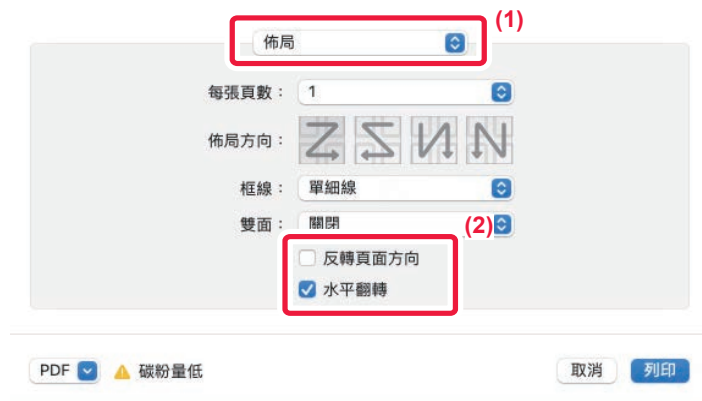 (1)
佈局
每張頁數： 1
佈局方向：
框線： 單細線
雙面： 關閉
(2)
反轉頁面方向
水平翻轉
PDF 碳粉量低 取消 列印